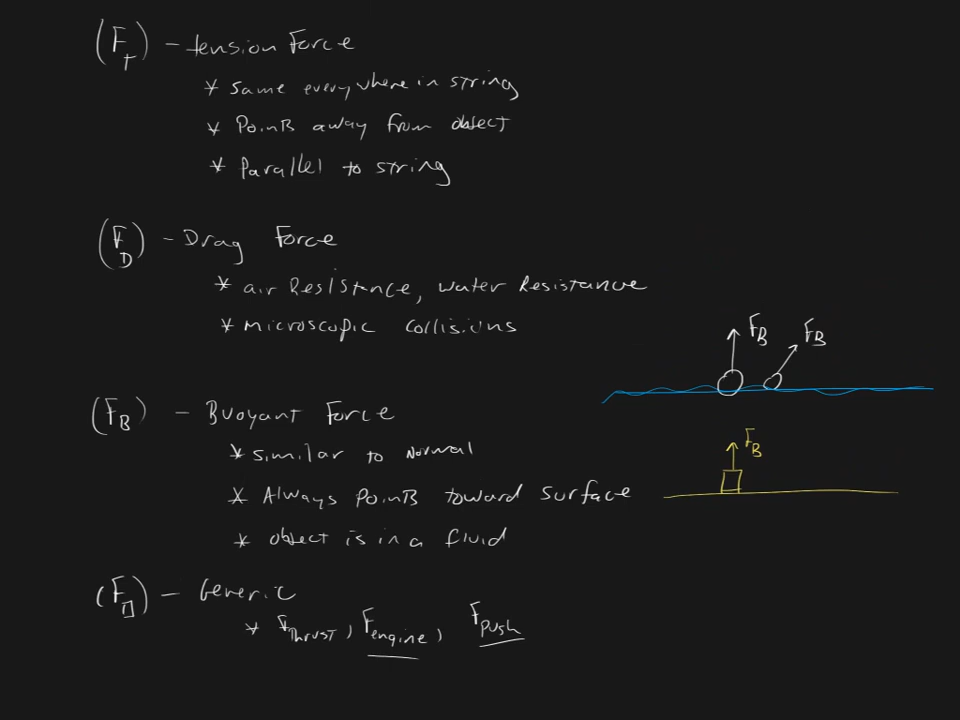 (F_T) - tension Force
* Same everywhere in string
* Points away from object
* Parallel to string
(F_D) - Drag Force
* air Resistance, water Resistance
* microscopic collisions
F_B F_B
(F_B) - Buoyant Force
* similar to Normal
F_B
* Always Points toward surface
* object is in a fluid
(F_□) - Generic
* F_Thrust, F_engine, F_push